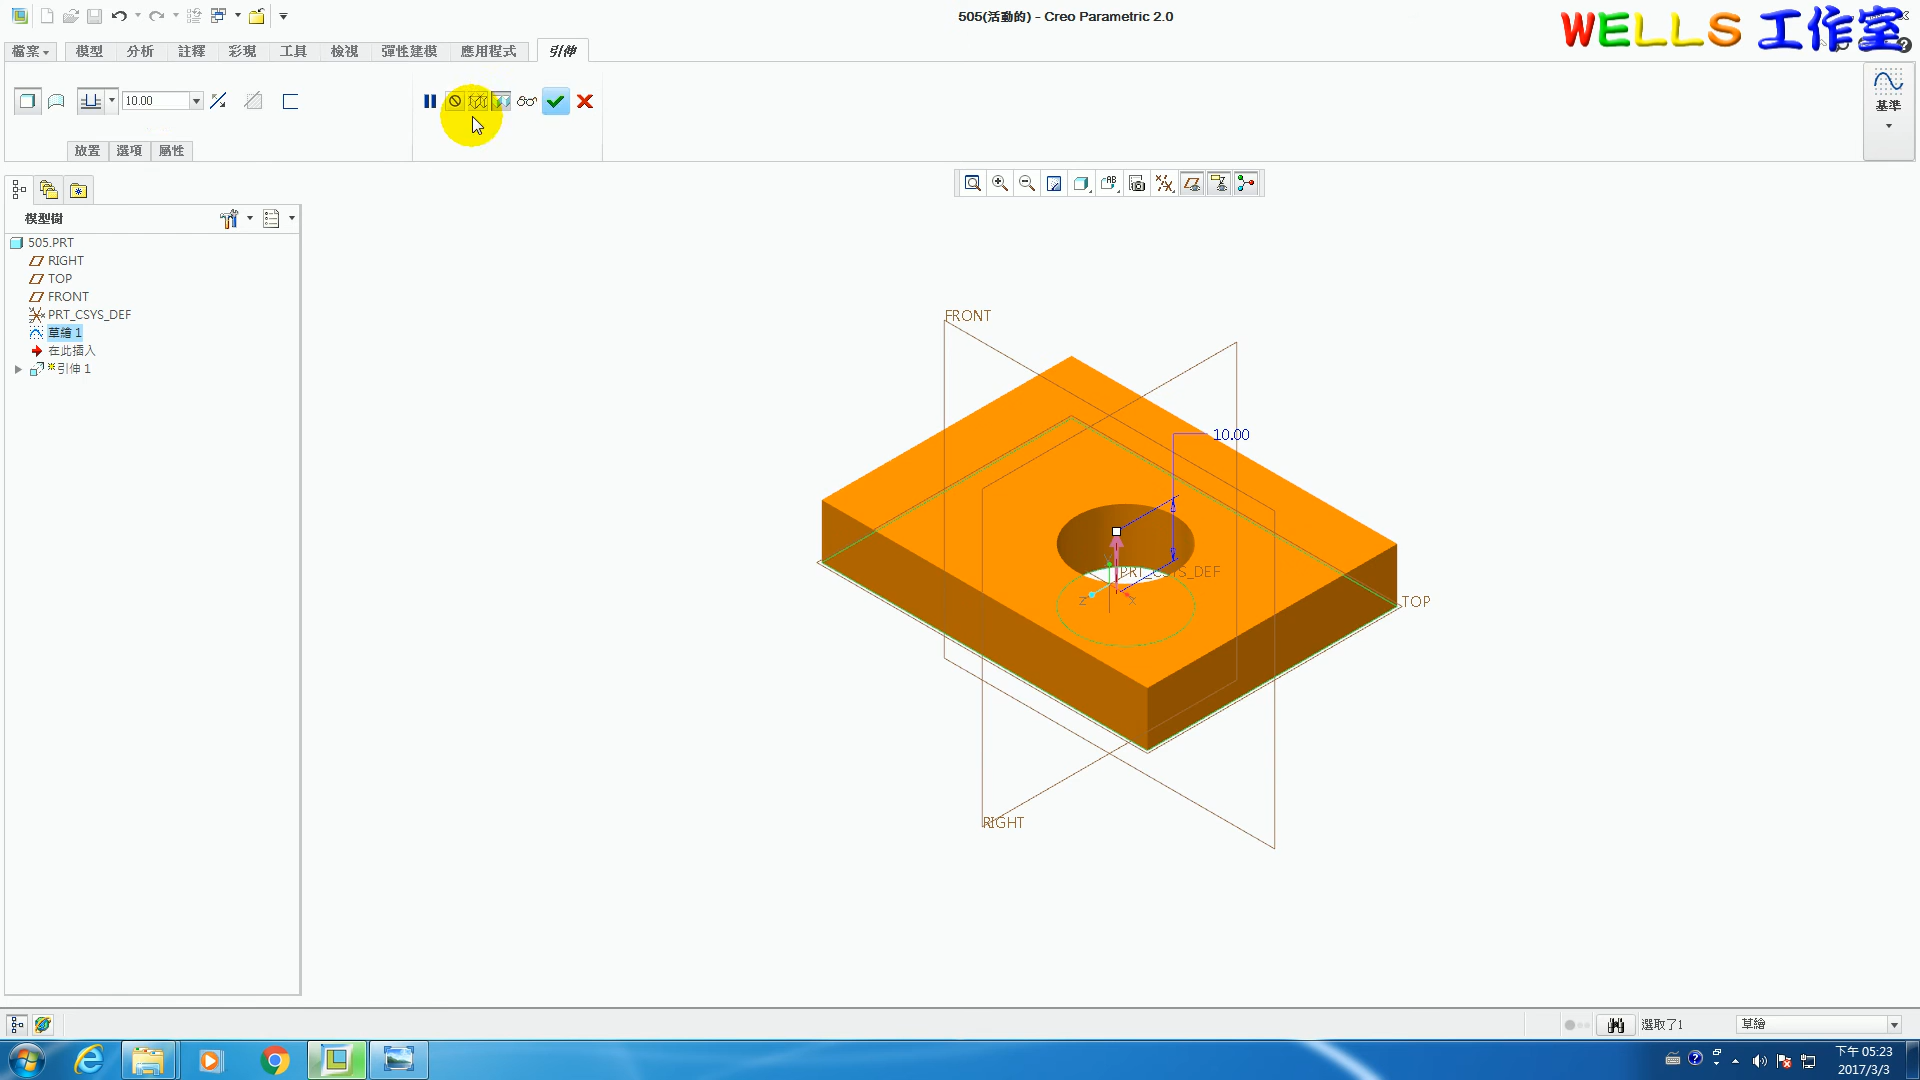 505(活動的) - Creo Parametric 2.0
WELLS 工作室
檔案 模型 分析 註釋 彩現 工具 檢視 彈性建模 應用程式 引伸
10.00
基準
放置 選項 屬性
模型樹
505.PRT
RIGHT
TOP
FRONT
PRT_CSYS_DEF
草繪 1
在此插入
引伸 1
FRONT
10.00
PRT_CSYS_DEF
Z X
TOP
RIGHT
選取了1
草繪
下午 05:23
2017/3/3